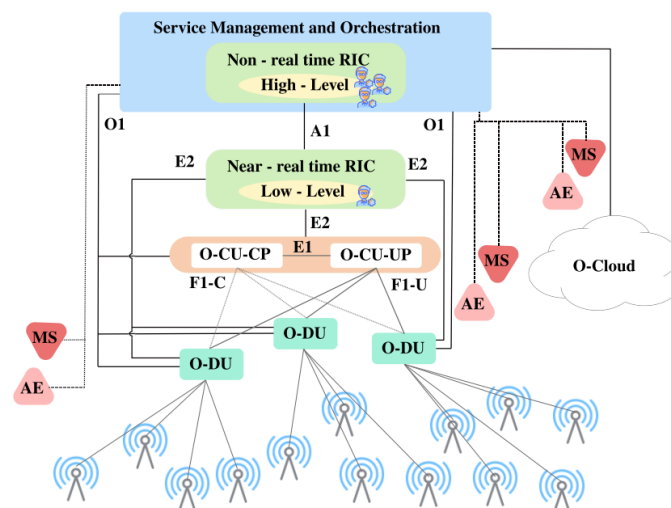 Service Management and Orchestration
Non - real time RIC
High - Level
O1
A1
O1
MS
AE
E2
Near - real time RIC
E2
Low - Level
E2
E1
O-CU-CP
O-CU-UP
MS
O-Cloud
F1-C
F1-U
AE
O-DU
MS
O-DU
O-DU
AE